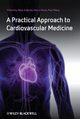 A Practical Approach to
Cardiovascular Medicine
WILEY-BLACKWELL